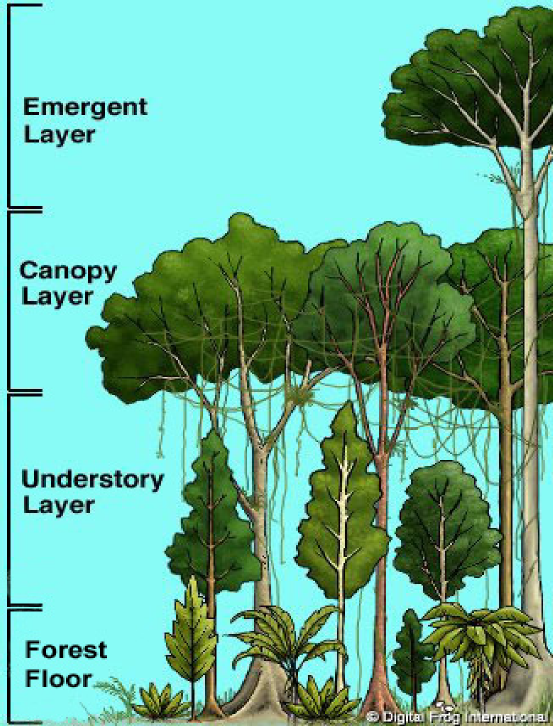 Emergent
Layer
Canopy
Layer
Understory
Layer
Forest
Floor
© Digital Frog International